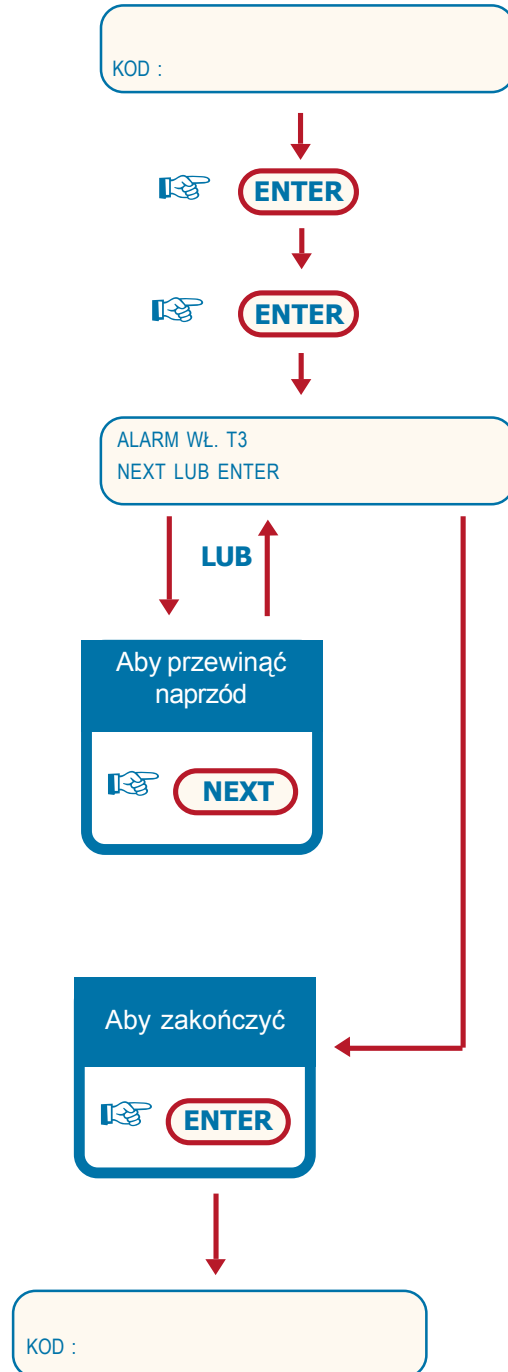 KOD :
ENTER
ENTER
ALARM WŁ. T3
NEXT LUB ENTER
LUB
Aby przewinąć
naprzód
NEXT
Aby zakończyć
ENTER
KOD :